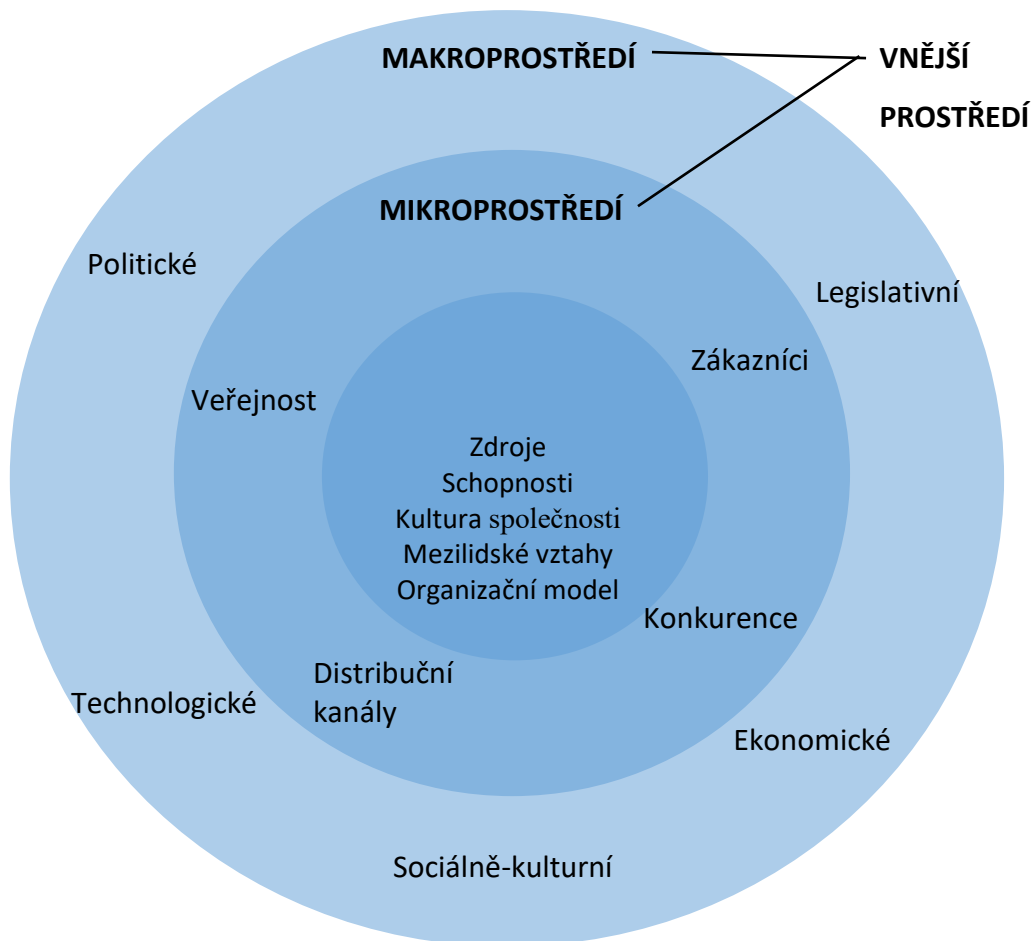 MAKROPROSTŘEDÍ
VNĚJŠÍ
PROSTŘEDÍ
MIKROPROSTŘEDÍ
Politické
Legislativní
Zákazníci
Veřejnost
Zdroje
Schopnosti
Kultura společnosti
Mezilidské vztahy
Organizační model
Konkurence
Distribuční
kanály
Technologické
Ekonomické
Sociálně-kulturní